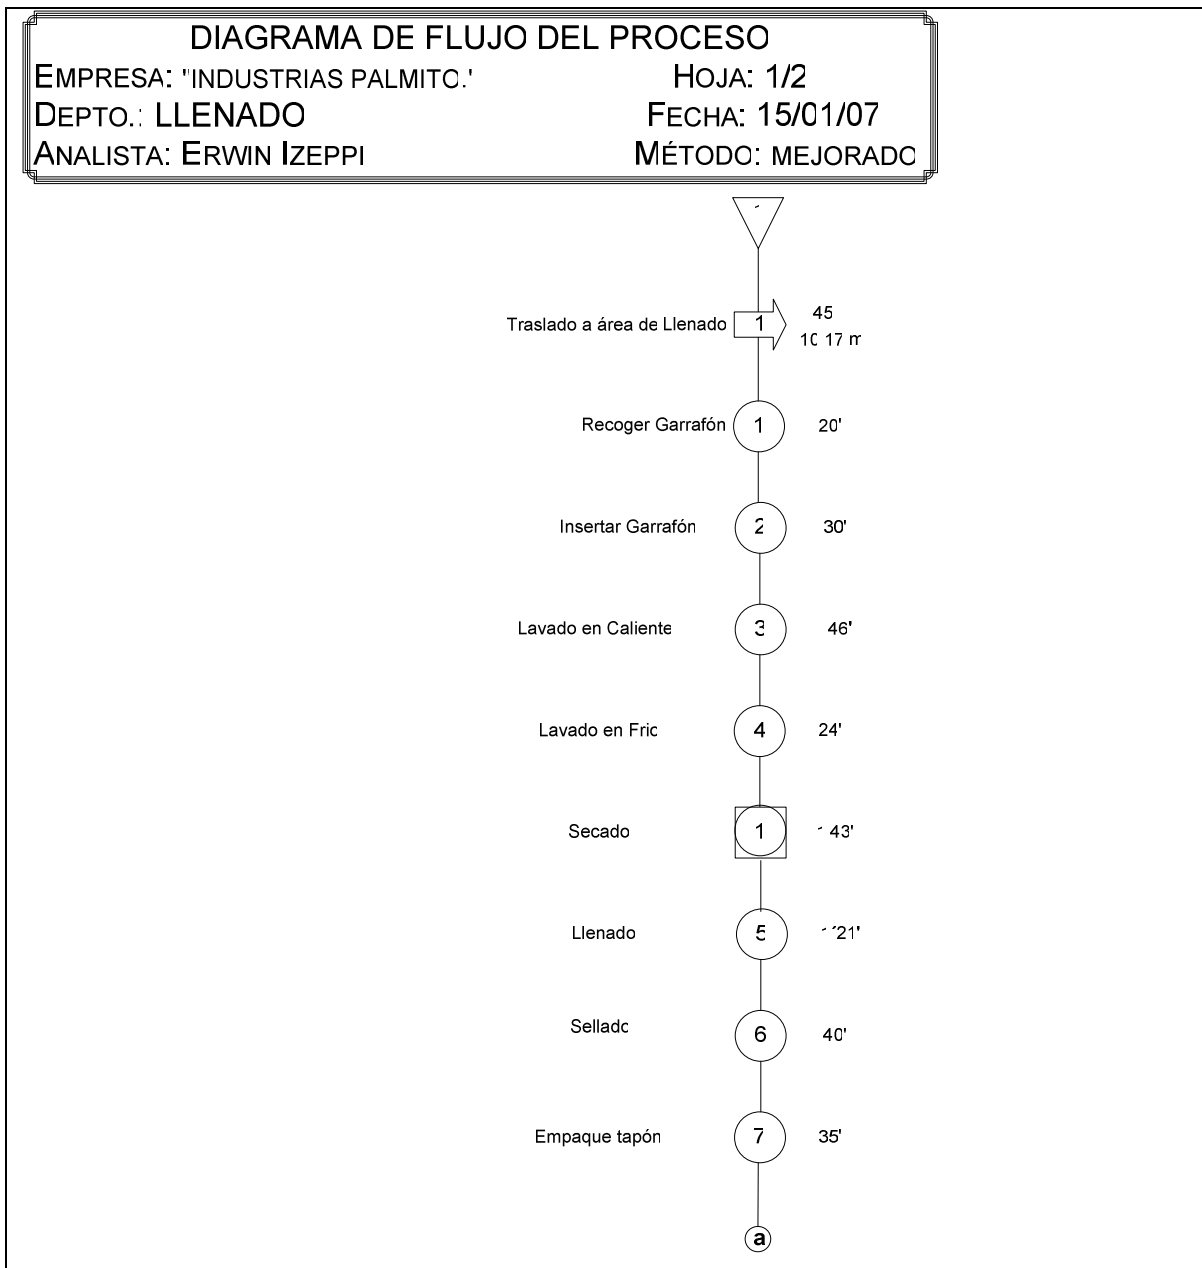 DIAGRAMA DE FLUJO DEL PROCESO
EMPRESA: "INDUSTRIAS PALMITO." HOJA: 1/2
DEPTO.: LLENADO FECHA: 15/01/07
ANALISTA: ERWIN IZEPPI MÉTODO: MEJORADO
1
Traslado a área de Llenado 1 45
10.17 m
Recoger Garrafón 1 20'
Insertar Garrafón 2 30'
Lavado en Caliente 3 46'
Lavado en Frio 4 24'
Secado 1 43'
Llenado 5 21'
Sellado 6 40'
Empaque tapón 7 35'
a